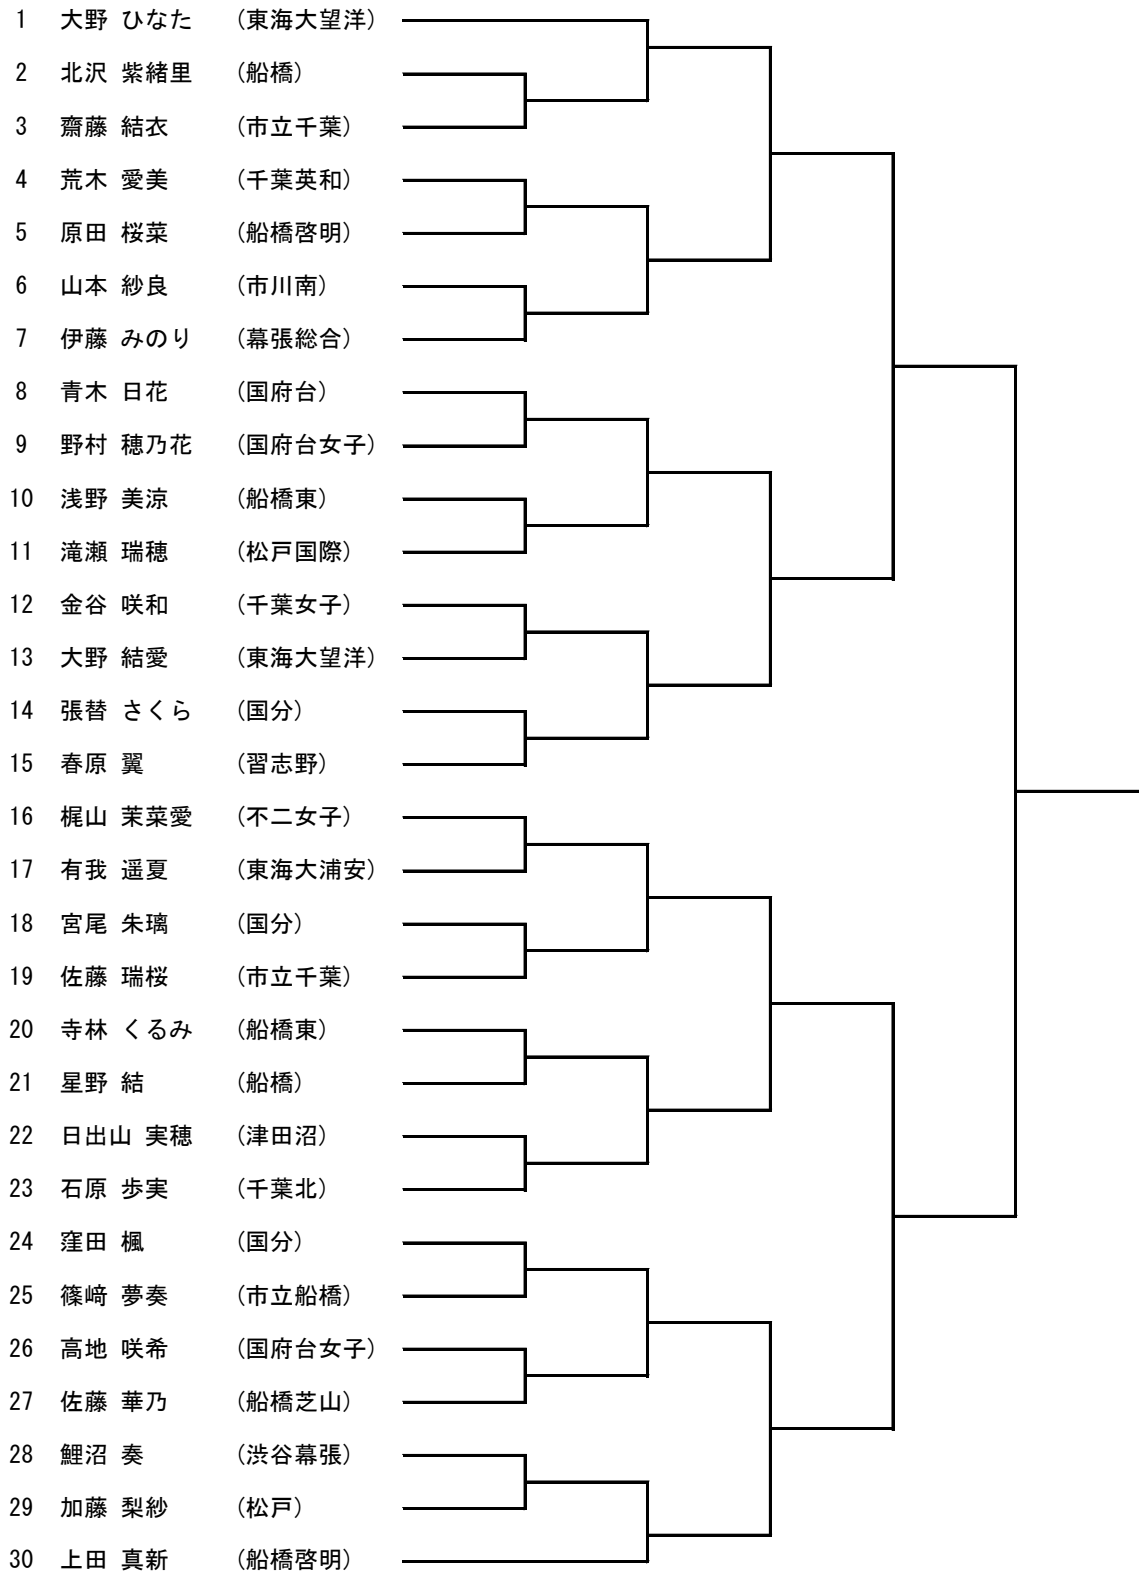 1 大野 ひなた (東海大望洋)
2 北沢 紫緒里 (船橋)
3 齋藤 結衣 (市立千葉)
4 荒木 愛美 (千葉英和)
5 原田 桜菜 (船橋啓明)
6 山本 紗良 (市川南)
7 伊藤 みのり (幕張総合)
8 青木 日花 (国府台)
9 野村 穂乃花 (国府台女子)
10 浅野 美涼 (船橋東)
11 滝瀬 瑞穂 (松戸国際)
12 金谷 咲和 (千葉女子)
13 大野 結愛 (東海大望洋)
14 張替 さくら (国分)
15 春原 翼 (習志野)
16 梶山 茉菜愛 (不二女子)
17 有我 遥夏 (東海大浦安)
18 宮尾 朱璃 (国分)
19 佐藤 瑞桜 (市立千葉)
20 寺林 くるみ (船橋東)
21 星野 結 (船橋)
22 日出山 実穂 (津田沼)
23 石原 歩実 (千葉北)
24 窪田 楓 (国分)
25 篠﨑 夢奏 (市立船橋)
26 高地 咲希 (国府台女子)
27 佐藤 華乃 (船橋芝山)
28 鯉沼 奏 (渋谷幕張)
29 加藤 梨紗 (松戸)
30 上田 真新 (船橋啓明)